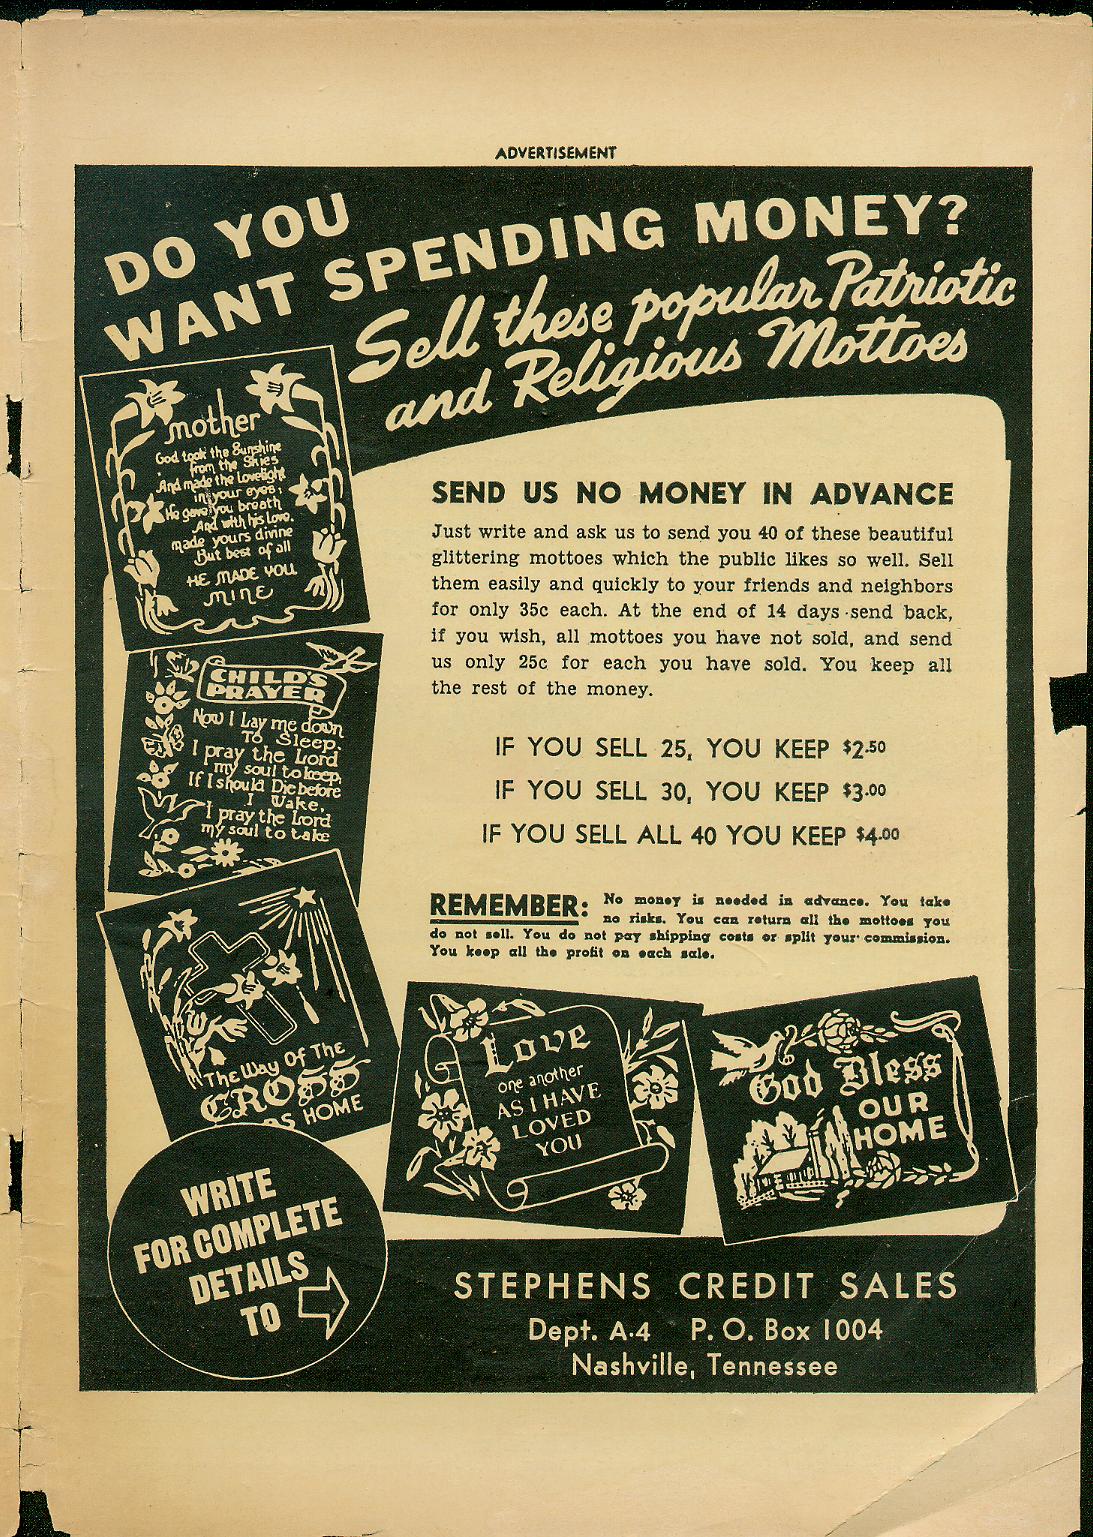 ADVERTISEMENT
DO YOU
WANT SPENDING MONEY?
Sell these popular Patriotic
and Religious Mottoes
mother
God took the Sunshine
from the Skies
And made the Lovelight
in your eyes;
He gave you breath
And with his Love,
made yours divine
But best of all
HE MADE YOU
MINE
CHILD'S
PRAYER
Now I Lay me down
To Sleep.
I pray the Lord
my soul to keep,
If I should Die before
I Wake,
I pray the Lord
my soul to take
THE Way Of THE
CROSS
AS HOME
SEND US NO MONEY IN ADVANCE
Just write and ask us to send you 40 of these beautiful
glittering mottoes which the public likes so well. Sell
them easily and quickly to your friends and neighbors
for only 35c each. At the end of 14 days send back,
if you wish, all mottoes you have not sold, and send
us only 25c for each you have sold. You keep all
the rest of the money.
IF YOU SELL 25, YOU KEEP $2.50
IF YOU SELL 30, YOU KEEP $3.00
IF YOU SELL ALL 40 YOU KEEP $4.00
REMEMBER: No money is needed in advance. You take
no risks. You can return all the mottoes you
do not sell. You do not pay shipping costs or split your commission.
You keep all the profit on each sale.
Love
one another
AS I HAVE
LOVED
YOU
God Bless
OUR
HOME
WRITE
FOR COMPLETE
DETAILS
TO
STEPHENS CREDIT SALES
Dept. A-4 P. O. Box 1004
Nashville, Tennessee